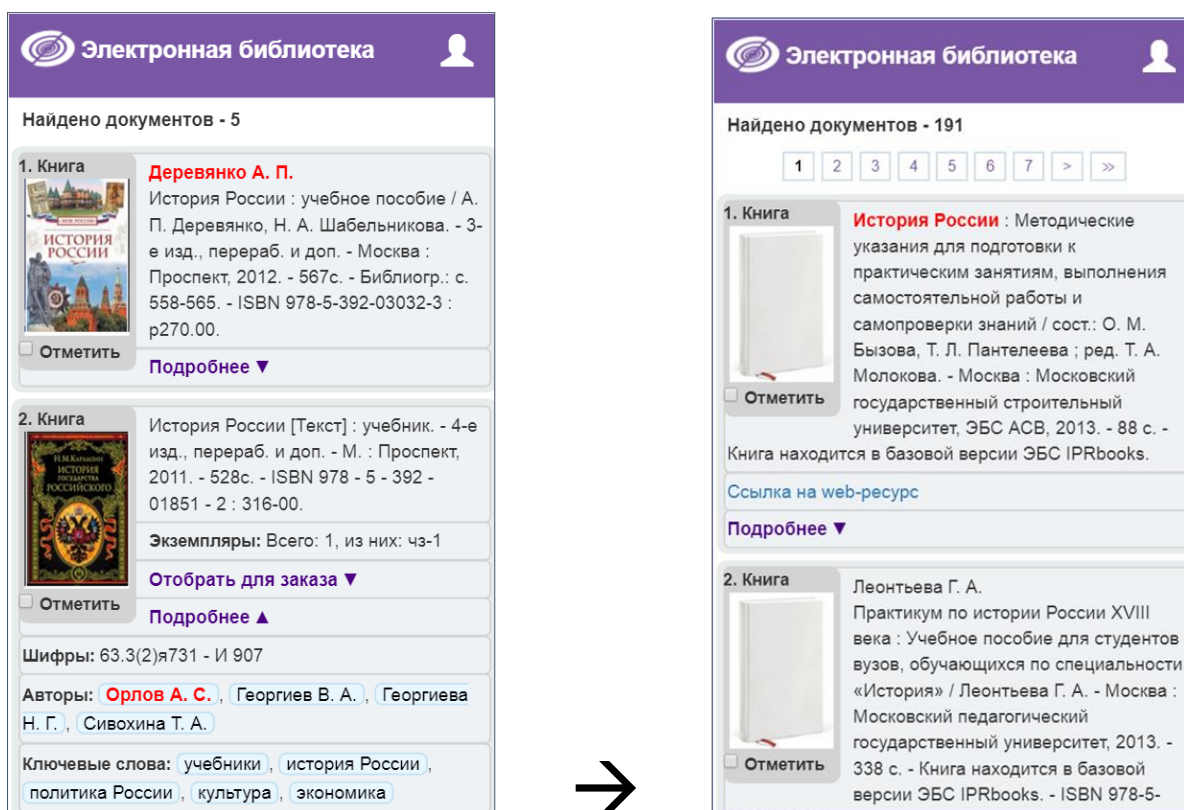 Электронная библиотека
Найдено документов - 5
1. Книга
ИСТОРИЯ
РОССИИ
Отметить
Деревянко А. П.
История России : учебное пособие / А.
П. Деревянко, Н. А. Шабельникова. - 3-
е изд., перераб. и доп. - Москва :
Проспект, 2012. - 567с. - Библиогр.: с.
558-565. - ISBN 978-5-392-03032-3 :
р270.00.
Подробнее ▼
2. Книга
Н.М.КАРАМЗИН
ИСТОРИЯ
ГОСУДАРСТВА
РОССИЙСКОГО
Отметить
История России [Текст] : учебник. - 4-е
изд., перераб. и доп. - М. : Проспект,
2011. - 528с. - ISBN 978 - 5 - 392 -
01851 - 2 : 316-00.
Экземпляры: Всего: 1, из них: чз-1
Отобрать для заказа ▼
Подробнее ▲
Шифры: 63.3(2)я731 - И 907
Авторы: Орлов А. С. , Георгиев В. А. , Георгиева
Н. Г. , Сивохина Т. А.
Ключевые слова: учебники , история России ,
политика России , культура , экономика
→
Электронная библиотека
Найдено документов - 191
1 2 3 4 5 6 7 > »
1. Книга
Отметить
История России : Методические
указания для подготовки к
практическим занятиям, выполнения
самостоятельной работы и
самопроверки знаний / сост.: О. М.
Бызова, Т. Л. Пантелеева ; ред. Т. А.
Молокова. - Москва : Московский
государственный строительный
университет, ЭБС АСВ, 2013. - 88 с. -
Книга находится в базовой версии ЭБС IPRbooks.
Ссылка на web-ресурс
Подробнее ▼
2. Книга
Отметить
Леонтьева Г. А.
Практикум по истории России XVIII
века : Учебное пособие для студентов
вузов, обучающихся по специальности
«История» / Леонтьева Г. А. - Москва :
Московский педагогический
государственный университет, 2013. -
338 с. - Книга находится в базовой
версии ЭБС IPRbooks. - ISBN 978-5-